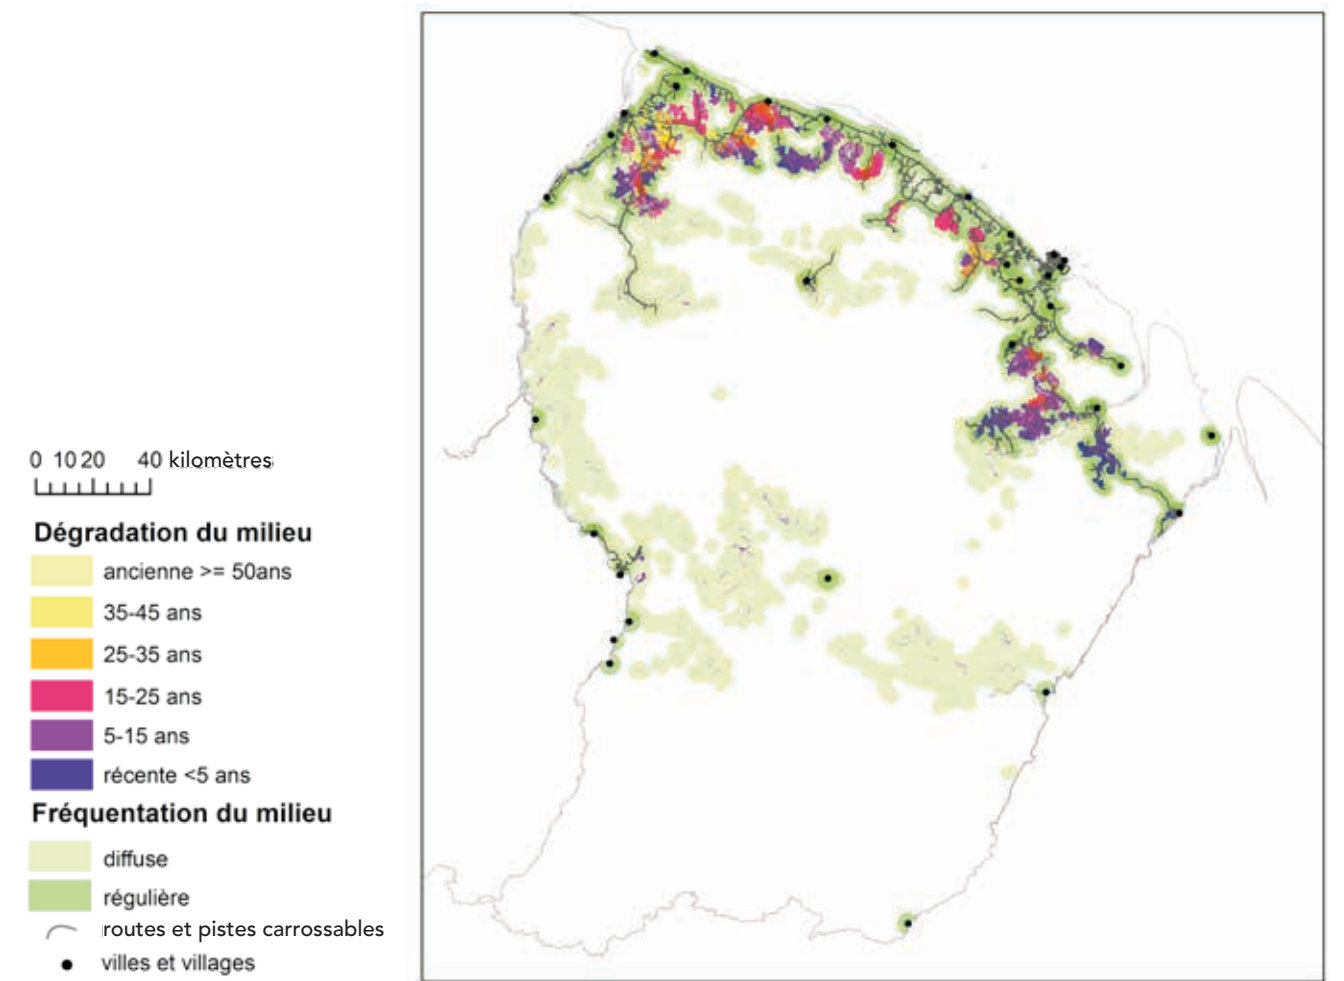 0 10 20 40 kilomètres
Dégradation du milieu
ancienne >= 50ans
35-45 ans
25-35 ans
15-25 ans
5-15 ans
récente <5 ans
Fréquentation du milieu
diffuse
régulière
routes et pistes carrossables
villes et villages